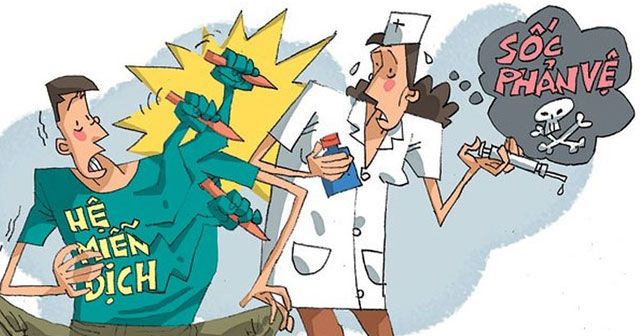 HỆ
MIỄN
DỊCH
SỐC
PHẢN VỆ